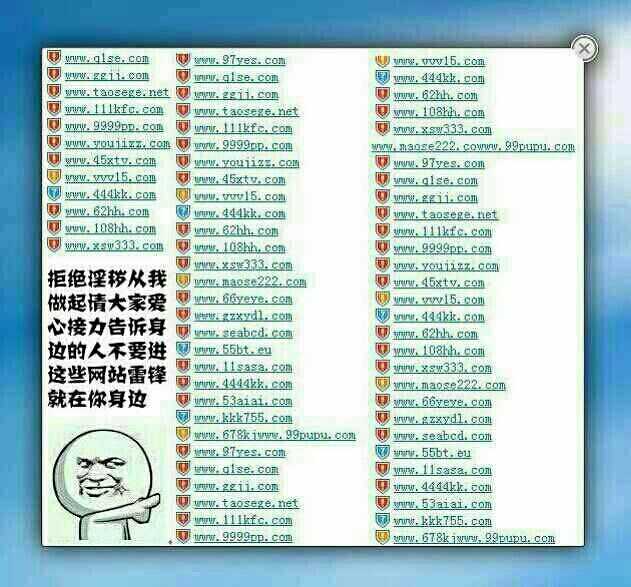 www.qlse.com
www.ggjj.com
www.taosege.net
www.111kfc.com
www.9999pp.com
www.youjizz.com
www.45xtv.com
www.vvv15.com
www.444kk.com
www.62hh.com
www.108hh.com
www.xsw333.com
拒绝淫秽从我
做起请大家爱
心接力告诉身
边的人不要进
这些网站雷锋
就在你身边
www.97yes.com
www.qlse.com
www.ggjj.com
www.taosege.net
www.111kfc.com
www.9999pp.com
www.youjizz.com
www.45xtv.com
www.vvv15.com
www.444kk.com
www.62hh.com
www.108hh.com
www.xsw333.com
www.maose222.com
www.66yeye.com
www.gzxydl.com
www.seabcd.com
www.55bt.eu
www.11sasa.com
www.4444kk.com
www.53aiai.com
www.kkk755.com
www.678kjwww.99pupu.com
www.97yes.com
www.qlse.com
www.ggjj.com
www.taosege.net
www.111kfc.com
www.9999pp.com
www.vvv15.com
www.444kk.com
www.62hh.com
www.108hh.com
www.xsw333.com
www.maose222.cowww.99pupu.com
www.97yes.com
www.qlse.com
www.ggjj.com
www.taosege.net
www.111kfc.com
www.9999pp.com
www.youjizz.com
www.45xtv.com
www.vvv15.com
www.444kk.com
www.62hh.com
www.108hh.com
www.xsw333.com
www.maose222.com
www.66yeye.com
www.gzxydl.com
www.seabcd.com
www.55bt.eu
www.11sasa.com
www.4444kk.com
www.53aiai.com
www.kkk755.com
www.678kjwww.99pupu.com